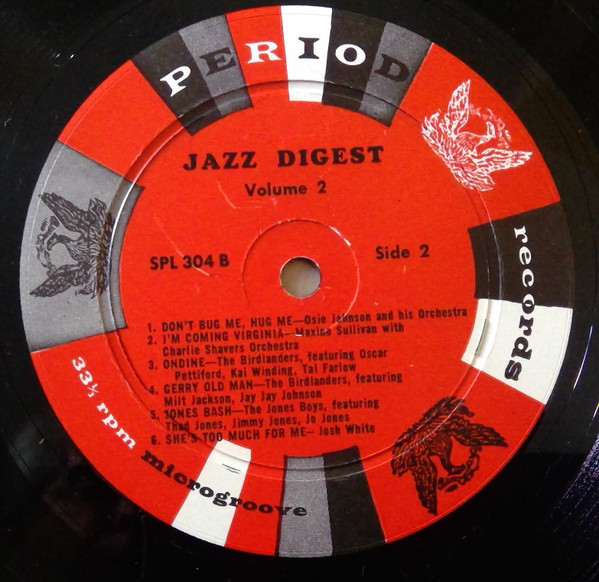 PERIOD
records
JAZZ DIGEST
Volume 2
SPL 304 B
Side 2
1. DON'T BUG ME, HUG ME—Osie Johnson and his Orchestra
2. I'M COMING VIRGINIA—Maxine Sullivan with
Charlie Shavers Orchestra
3. ONDINE—The Birdlanders, featuring Oscar
Pettiford, Kai Winding, Tal Farlow
4. GERRY OLD MAN—The Birdlanders, featuring
Milt Jackson, Jay Jay Johnson
5. JONES BASH—The Jones Boys, featuring
Thad Jones, Jimmy Jones, Jo Jones
6. SHE'S TOO MUCH FOR ME— Josh White
33⅓ rpm microgroove